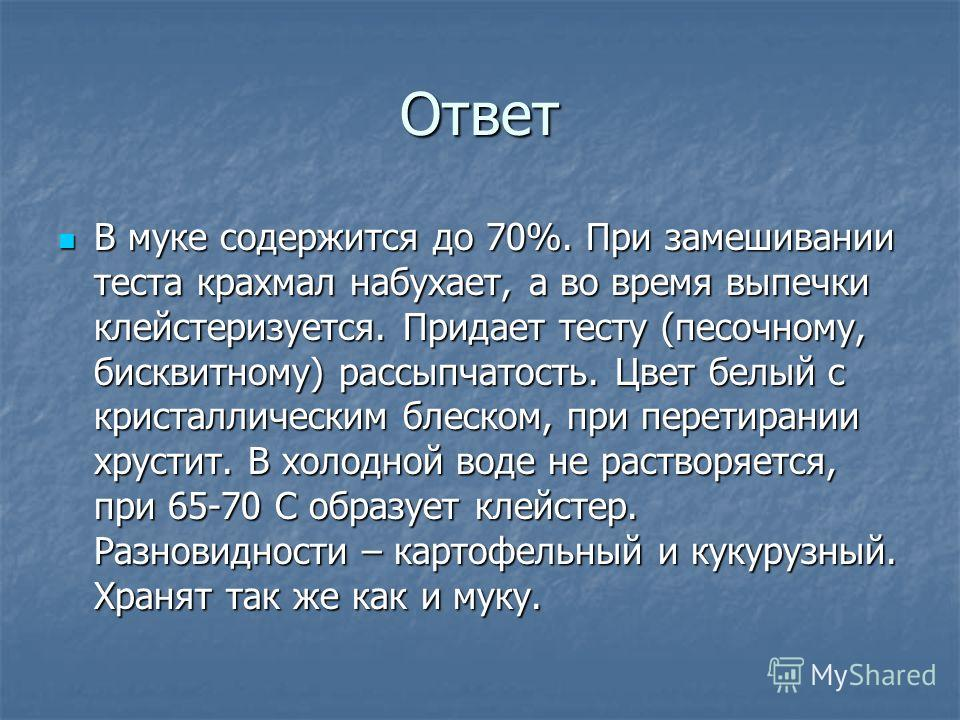 Ответ
В муке содержится до 70%. При замешивании
теста крахмал набухает, а во время выпечки
клейстеризуется. Придает тесту (песочному,
бисквитному) рассыпчатость. Цвет белый с
кристаллическим блеском, при перетирании
хрустит. В холодной воде не растворяется,
при 65-70 С образует клейстер.
Разновидности – картофельный и кукурузный.
Хранят так же как и муку.
MyShared